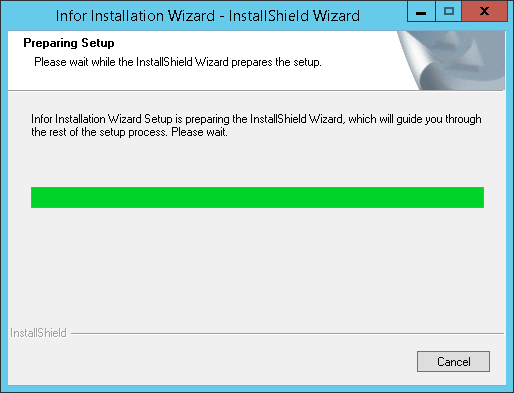 Infor Installation Wizard - InstallShield Wizard
Preparing Setup
Please wait while the InstallShield Wizard prepares the setup.
Infor Installation Wizard Setup is preparing the InstallShield Wizard, which will guide you through
the rest of the setup process. Please wait.
InstallShield
Cancel